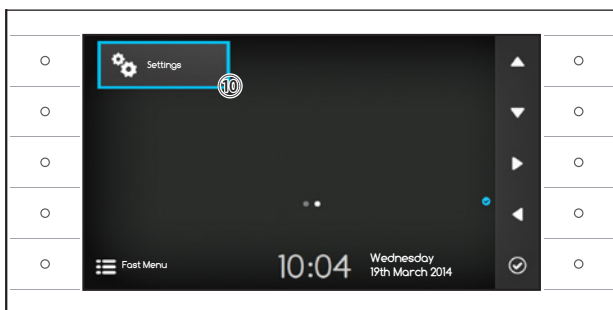 Settings
⑩
Fast Menu
10:04
Wednesday
19th March 2014